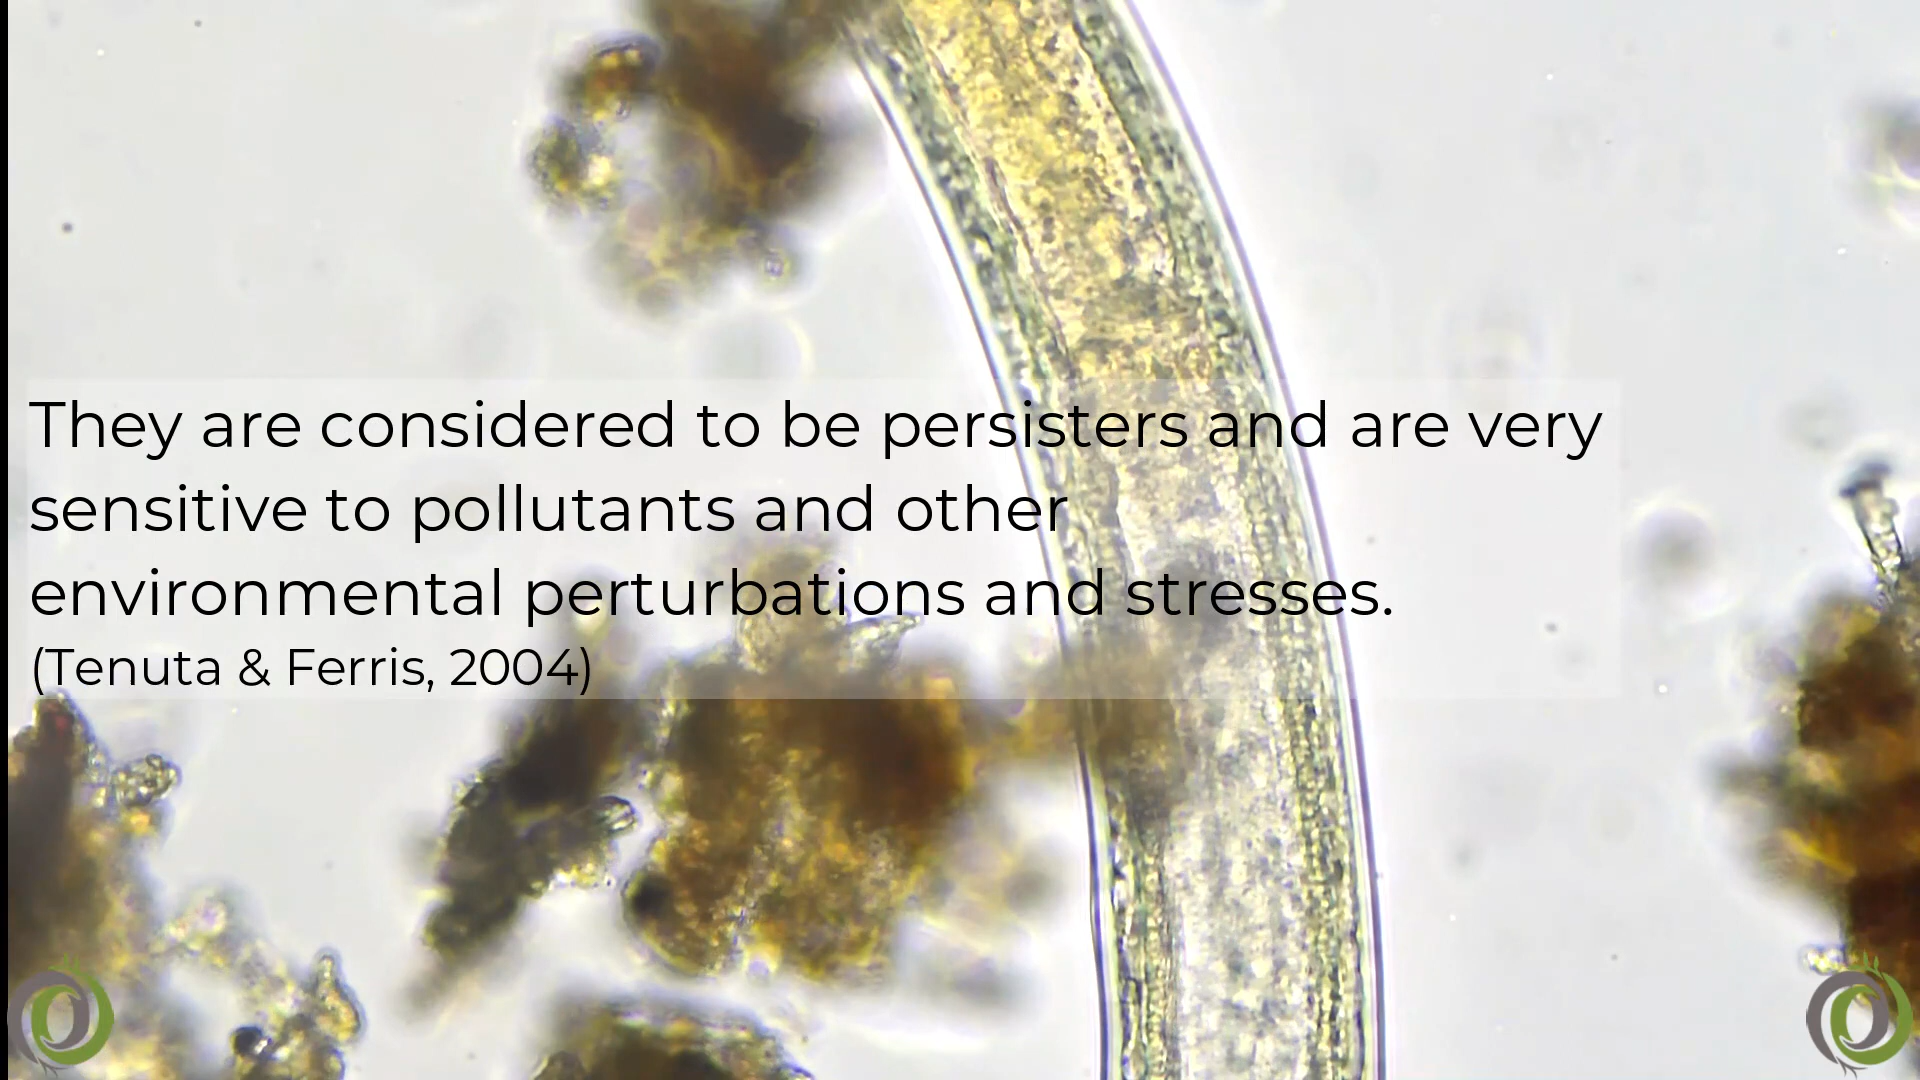 They are considered to be persisters and are very
sensitive to pollutants and other
environmental perturbations and stresses.
(Tenuta & Ferris, 2004)